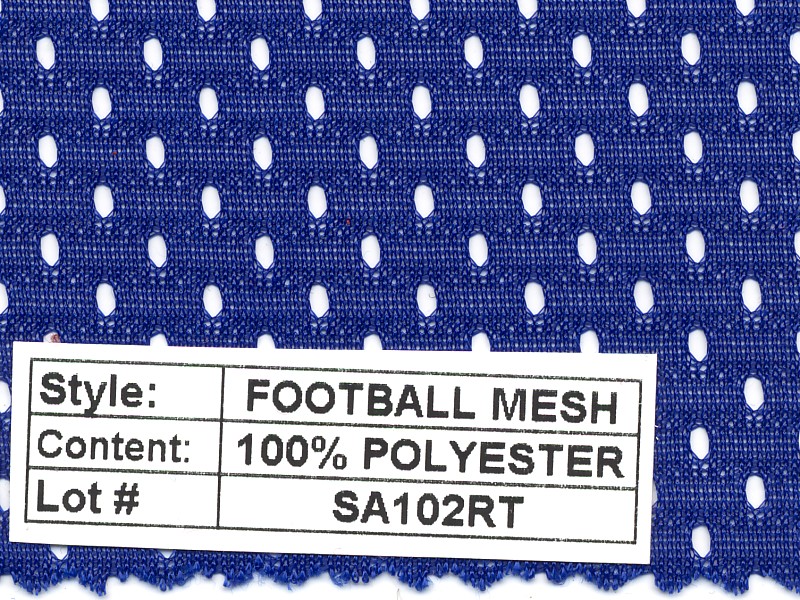 Style: FOOTBALL MESH
Content: 100% POLYESTER
Lot # SA102RT